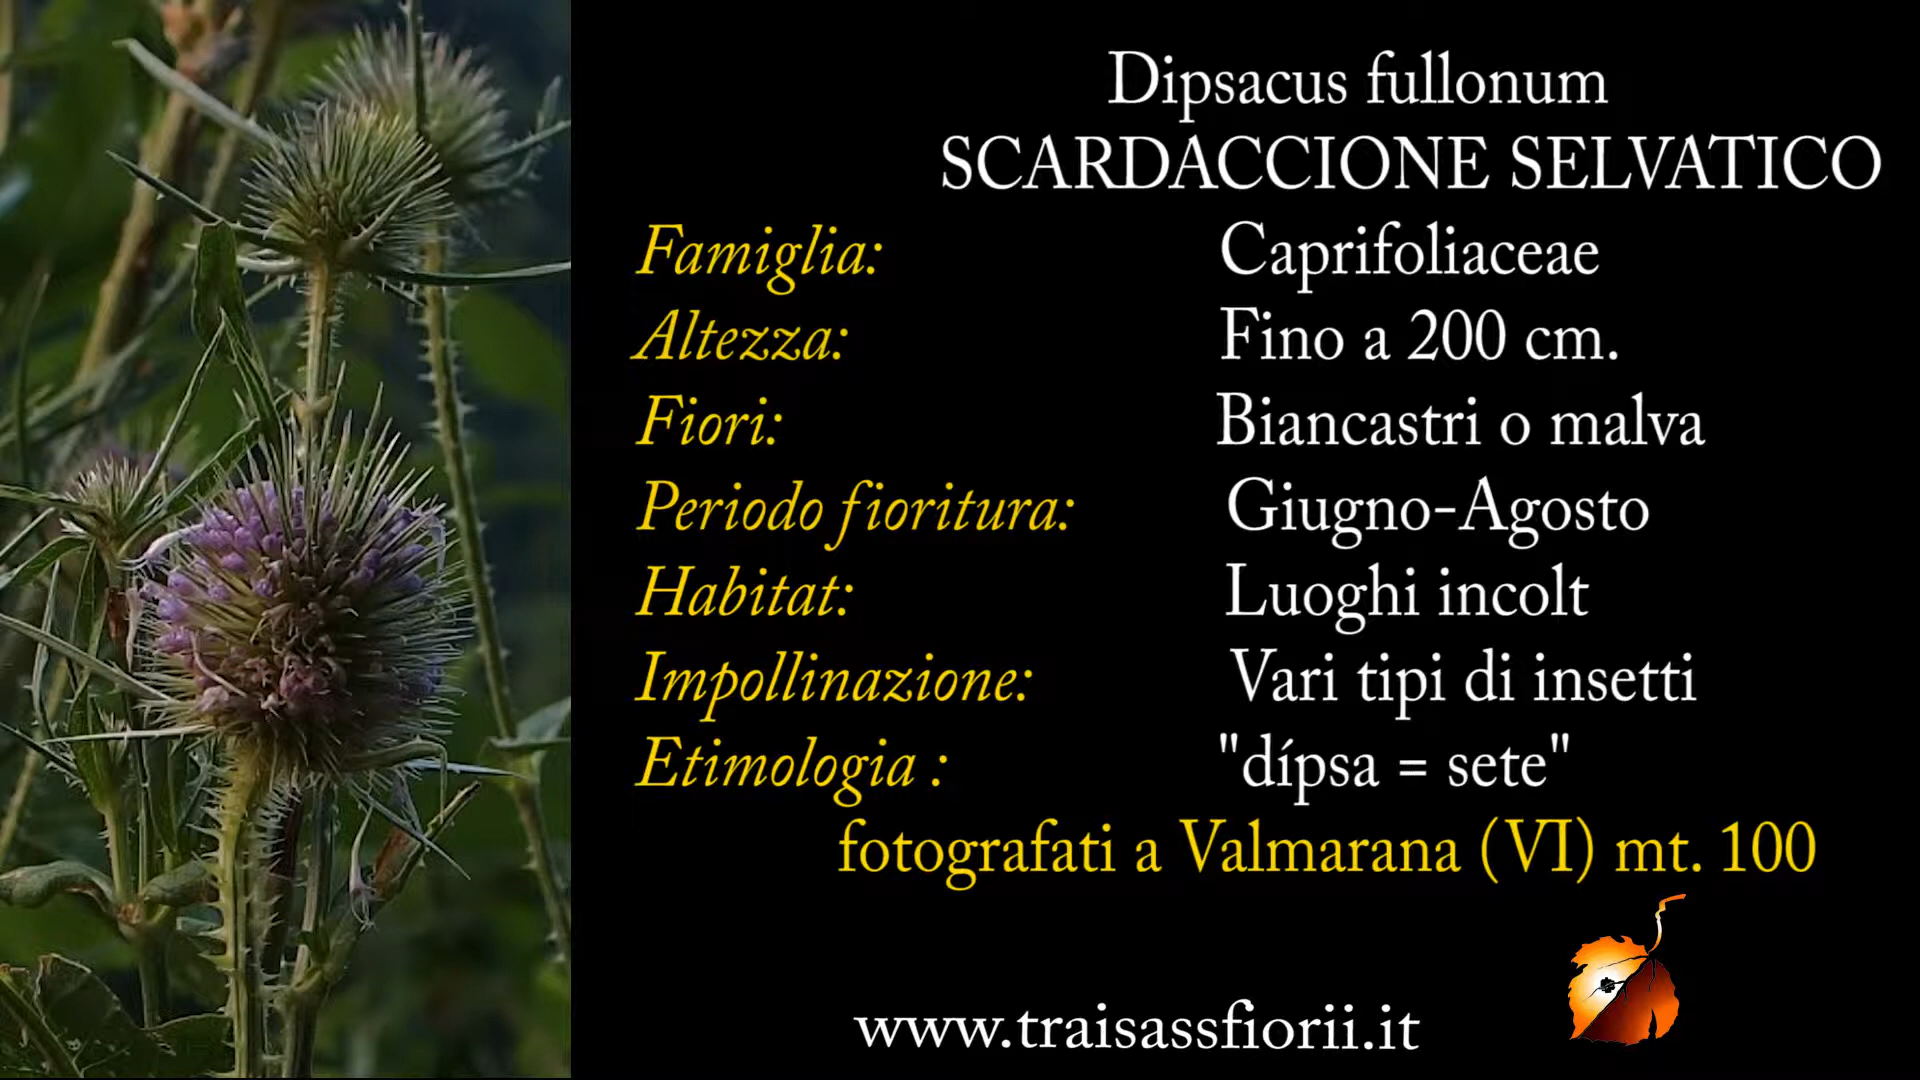 Dipsacus fullonum
SCARDACCIONE SELVATICO
Famiglia: Caprifoliaceae
Altezza: Fino a 200 cm.
Fiori: Biancastri o malva
Periodo fioritura: Giugno-Agosto
Habitat: Luoghi incolt
Impollinazione: Vari tipi di insetti
Etimologia : "dípsa = sete"
fotografati a Valmarana (VI) mt. 100
www.traisassfiorii.it